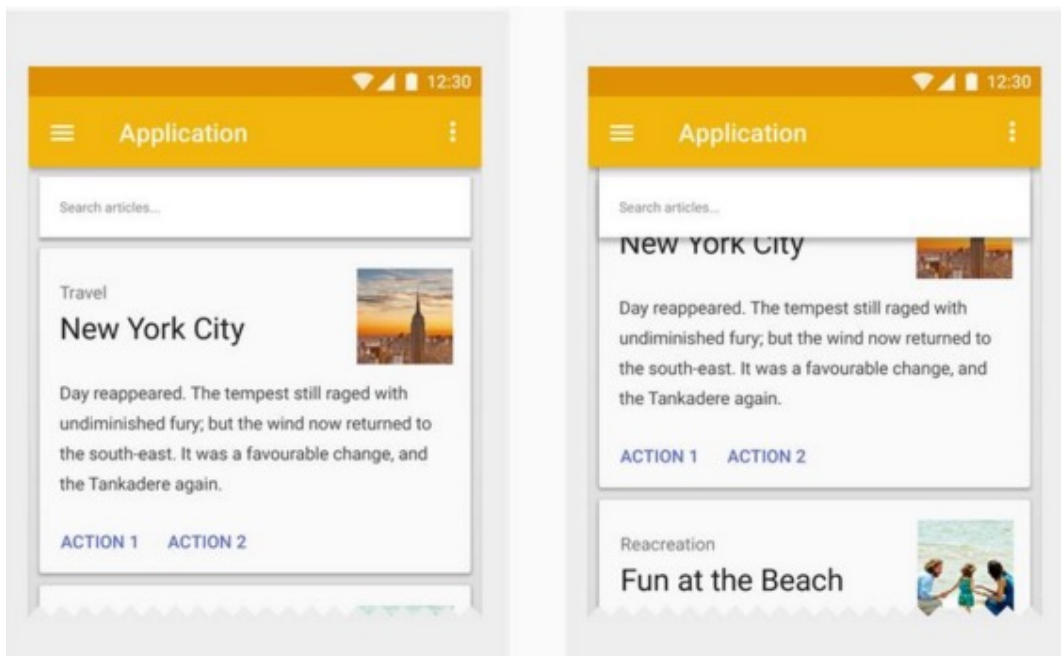 12:30
Application
Search articles...
Travel
New York City
Day reappeared. The tempest still raged with
undiminished fury; but the wind now returned to
the south-east. It was a favourable change, and
the Tankadere again.
ACTION 1 ACTION 2
12:30
Application
Search articles...
New York City
Day reappeared. The tempest still raged with
undiminished fury; but the wind now returned to
the south-east. It was a favourable change, and
the Tankadere again.
ACTION 1 ACTION 2
Reacreation
Fun at the Beach